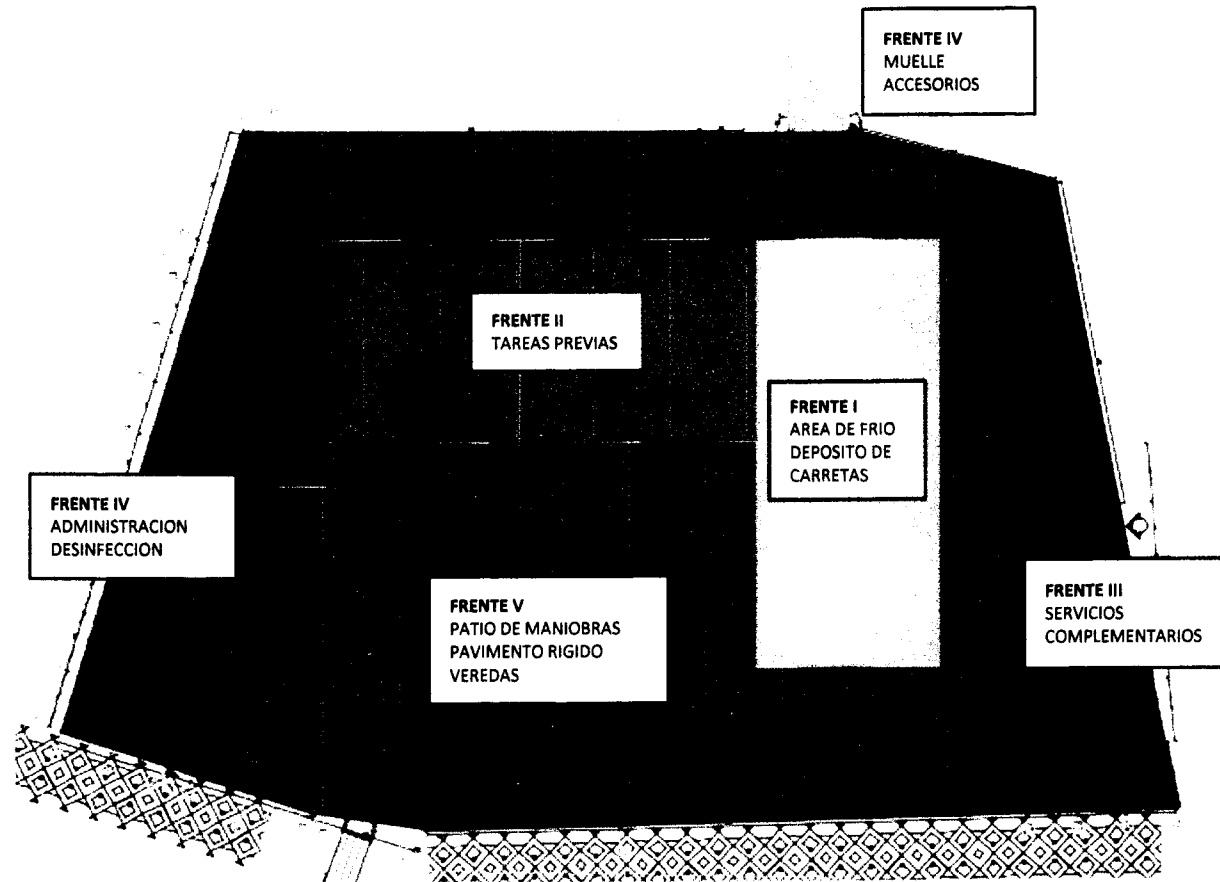 FRENTE IV
MUELLE
ACCESORIOS
FRENTE II
TAREAS PREVIAS
FRENTE I
AREA DE FRIO
DEPOSITO DE
CARRETAS
FRENTE IV
ADMINISTRACION
DESINFECCION
FRENTE V
PATIO DE MANIOBRAS
PAVIMENTO RIGIDO
VEREDAS
FRENTE III
SERVICIOS
COMPLEMENTARIOS